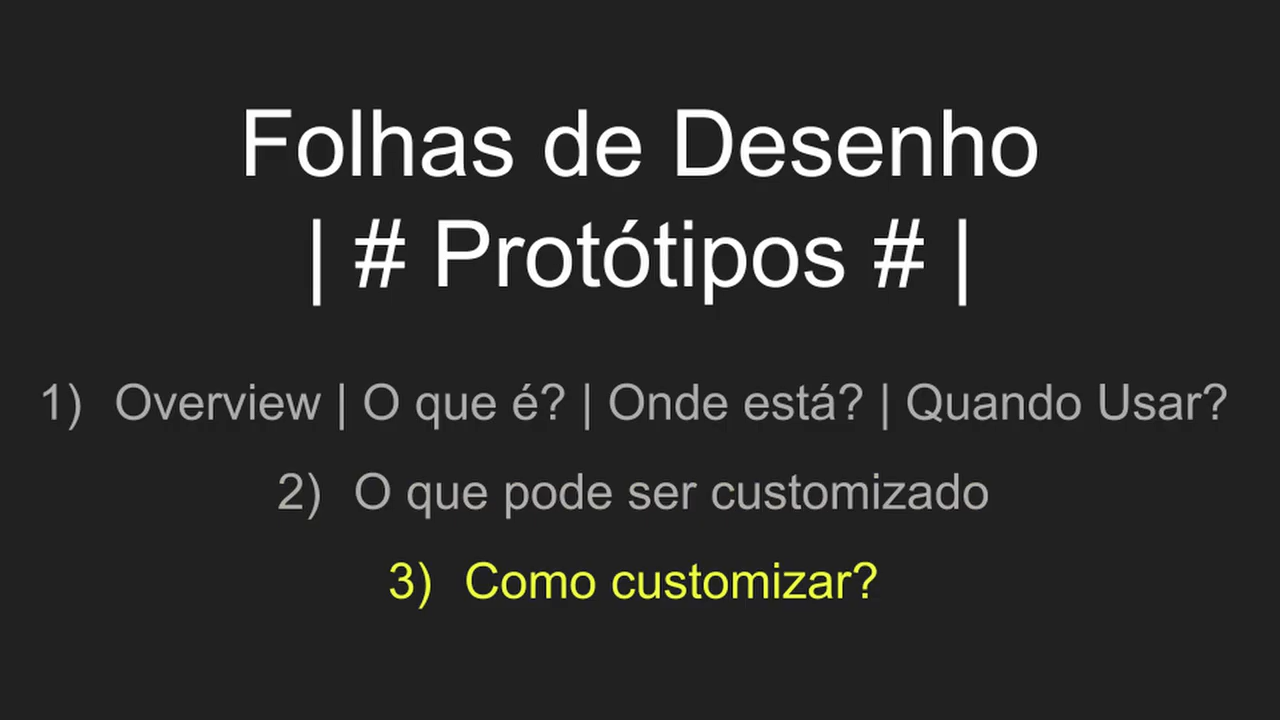 Folhas de Desenho
| # Protótipos # |
1) Overview | O que é? | Onde está? | Quando Usar?
2) O que pode ser customizado
3) Como customizar?